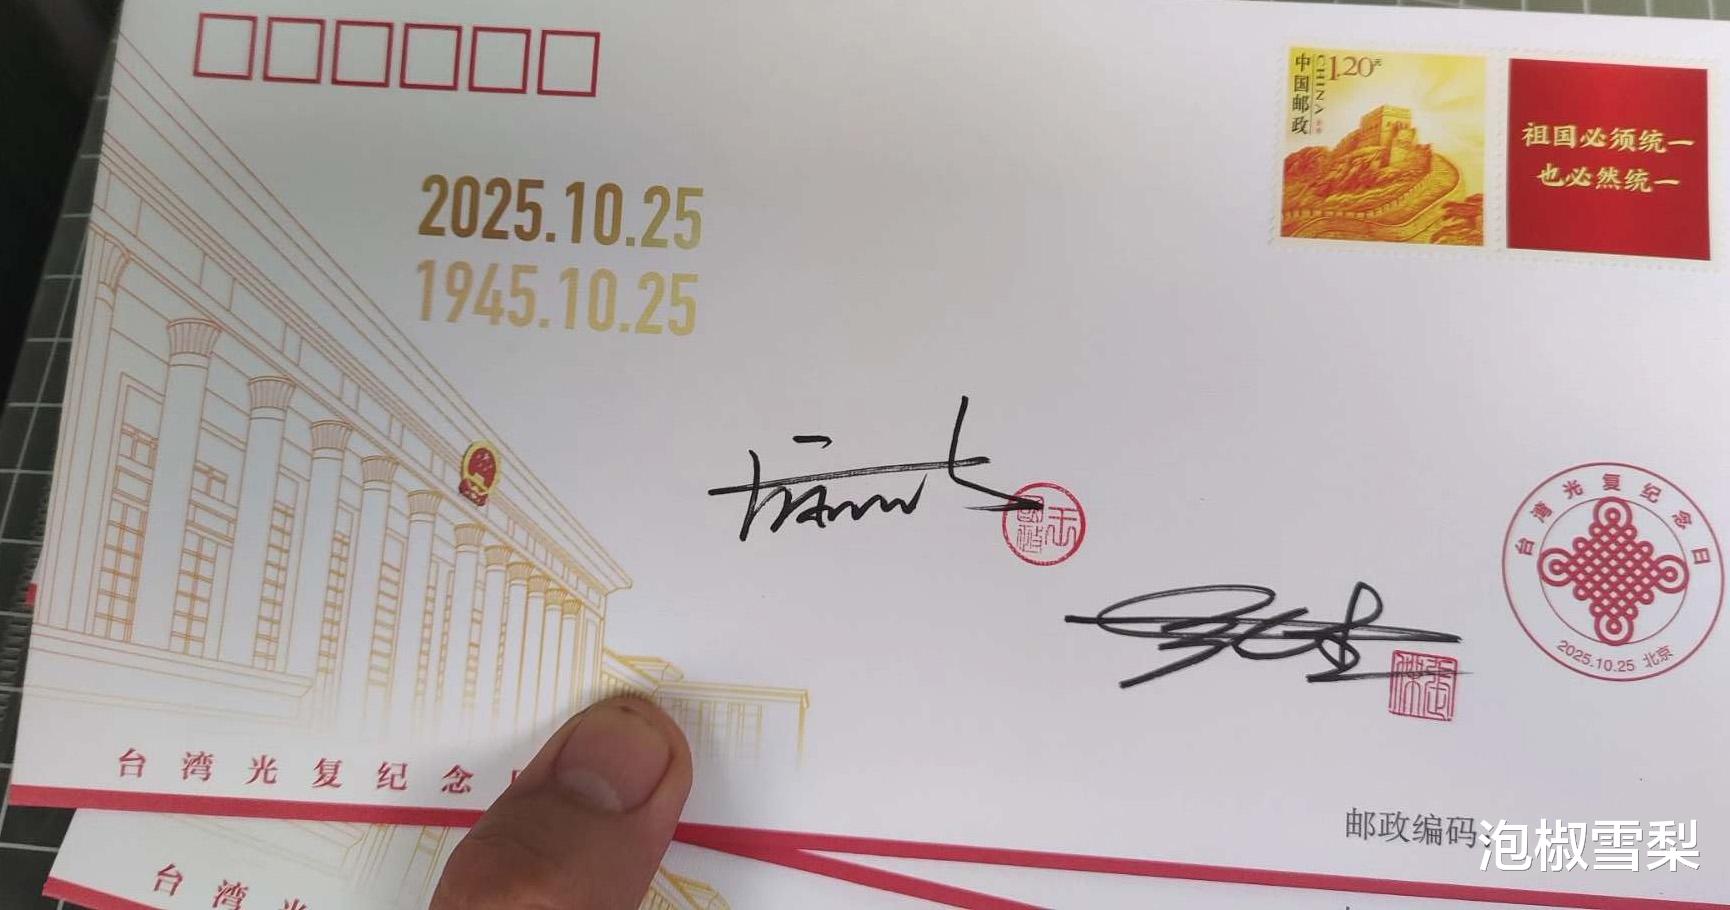 2025.10.25
1945.10.25
中国邮政
CHINA
1.20元
祖国必须统一
也必然统一
台湾光复纪念日
2025.10.25 北京
台湾光复纪念
邮政编码:
泡椒雪梨
台湾光